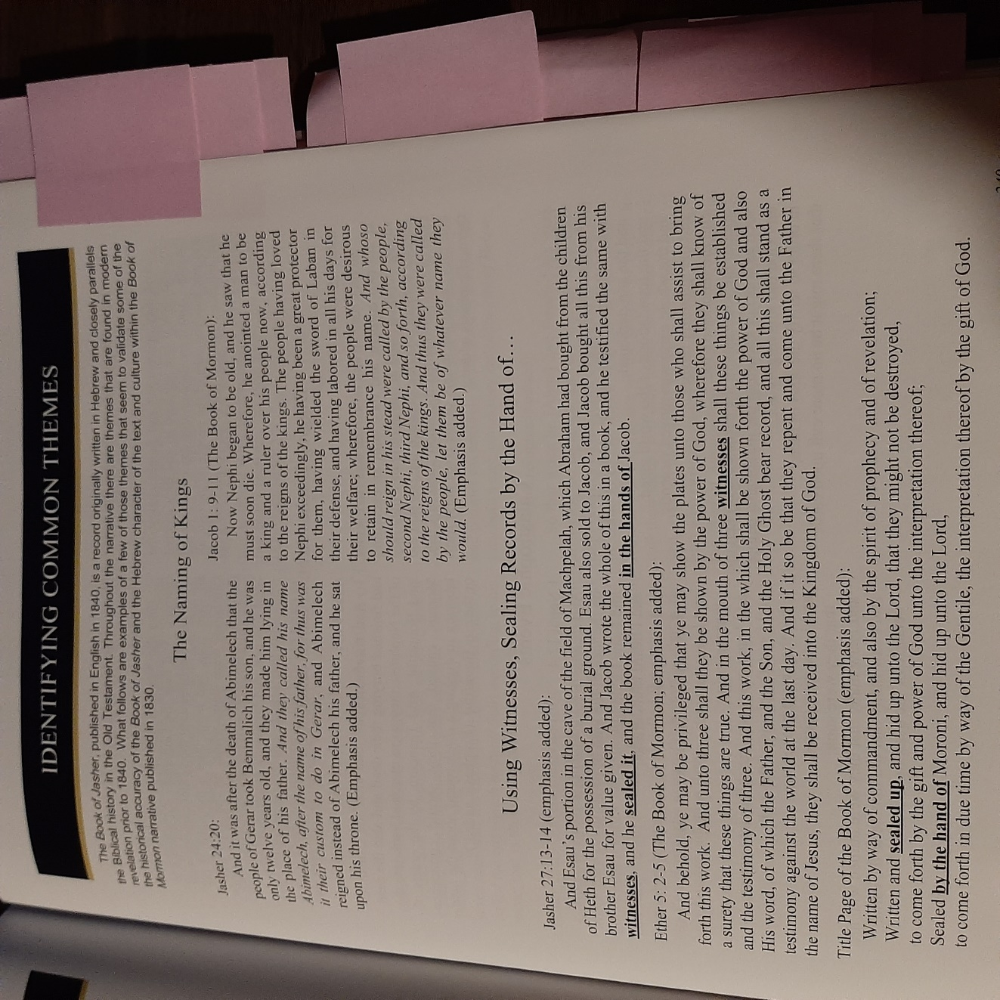 IDENTIFYING COMMON THEMES
The Book of Jasher, published in English in 1840, is a record originally written in Hebrew and closely parallels
the Biblical history in the Old Testament. Throughout the narrative there are themes that are found in modern
revelation prior to 1840. What follows are examples of a few of those themes that seem to validate some of the
the historical accuracy of the Book of Jasher and the Hebrew character of the text and culture within the Book of
Mormon narrative published in 1830.
The Naming of Kings
Jasher 24:20:
And it was after the death of Abimelech that the
people of Gerar took Benmalich his son, and he was
only twelve years old, and they made him lying in
the place of his father. And they called his name
Abimelech, after the name of his father, for thus was
it their custom to do in Gerar, and Abimelech
reigned instead of Abimelech his father, and he sat
upon his throne. (Emphasis added.)
Jacob 1: 9-11 (The Book of Mormon):
Now Nephi began to be old, and he saw that he
must soon die. Wherefore, he anointed a man to be
a king and a ruler over his people now, according
to the reigns of the kings. The people having loved
Nephi exceedingly, he having been a great protector
for them, having wielded the sword of Laban in
their defense, and having labored in all his days for
their welfare; wherefore, the people were desirous
to retain in remembrance his name. And whoso
should reign in his stead were called by the people,
second Nephi, third Nephi, and so forth, according
to the reigns of the kings. And thus they were called
by the people, let them be of whatever name they
would. (Emphasis added.)
Using Witnesses, Sealing Records by the Hand of…
Jasher 27:13-14 (emphasis added):
And Esau's portion in the cave of the field of Machpelah, which Abraham had bought from the children
of Heth for the possession of a burial ground. Esau also sold to Jacob, and Jacob bought all this from his
brother Esau for value given. And Jacob wrote the whole of this in a book, and he testified the same with
witnesses, and he sealed it, and the book remained in the hands of Jacob.
Ether 5: 2-5 (The Book of Mormon; emphasis added):
And behold, ye may be privileged that ye may show the plates unto those who shall assist to bring
forth this work. And unto three shall they be shown by the power of God, wherefore they shall know of
a surety that these things are true. And in the mouth of three witnesses shall these things be established
and the testimony of three. And this work, in the which shall be shown forth the power of God and also
His word, of which the Father, and the Son, and the Holy Ghost bear record, and all this shall stand as a
testimony against the world at the last day. And if it so be that they repent and come unto the Father in
the name of Jesus, they shall be received into the Kingdom of God.
Title Page of the Book of Mormon (emphasis added):
Written by way of commandment, and also by the spirit of prophecy and of revelation;
Written and sealed up, and hid up unto the Lord, that they might not be destroyed,
to come forth by the gift and power of God unto the interpretation thereof;
Sealed by the hand of Moroni, and hid up unto the Lord,
to come forth in due time by way of the Gentile, the interpretation thereof by the gift of God.